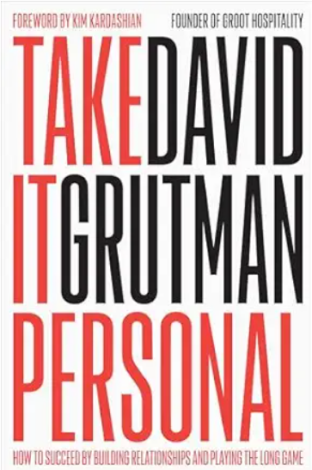 FOREWORD BY KIM KARDASHIAN FOUNDER OF GROOT HOSPITALITY
TAKE DAVID
IT GRUTMAN
PERSONAL
HOW TO SUCCEED BY BUILDING RELATIONSHIPS AND PLAYING THE LONG GAME